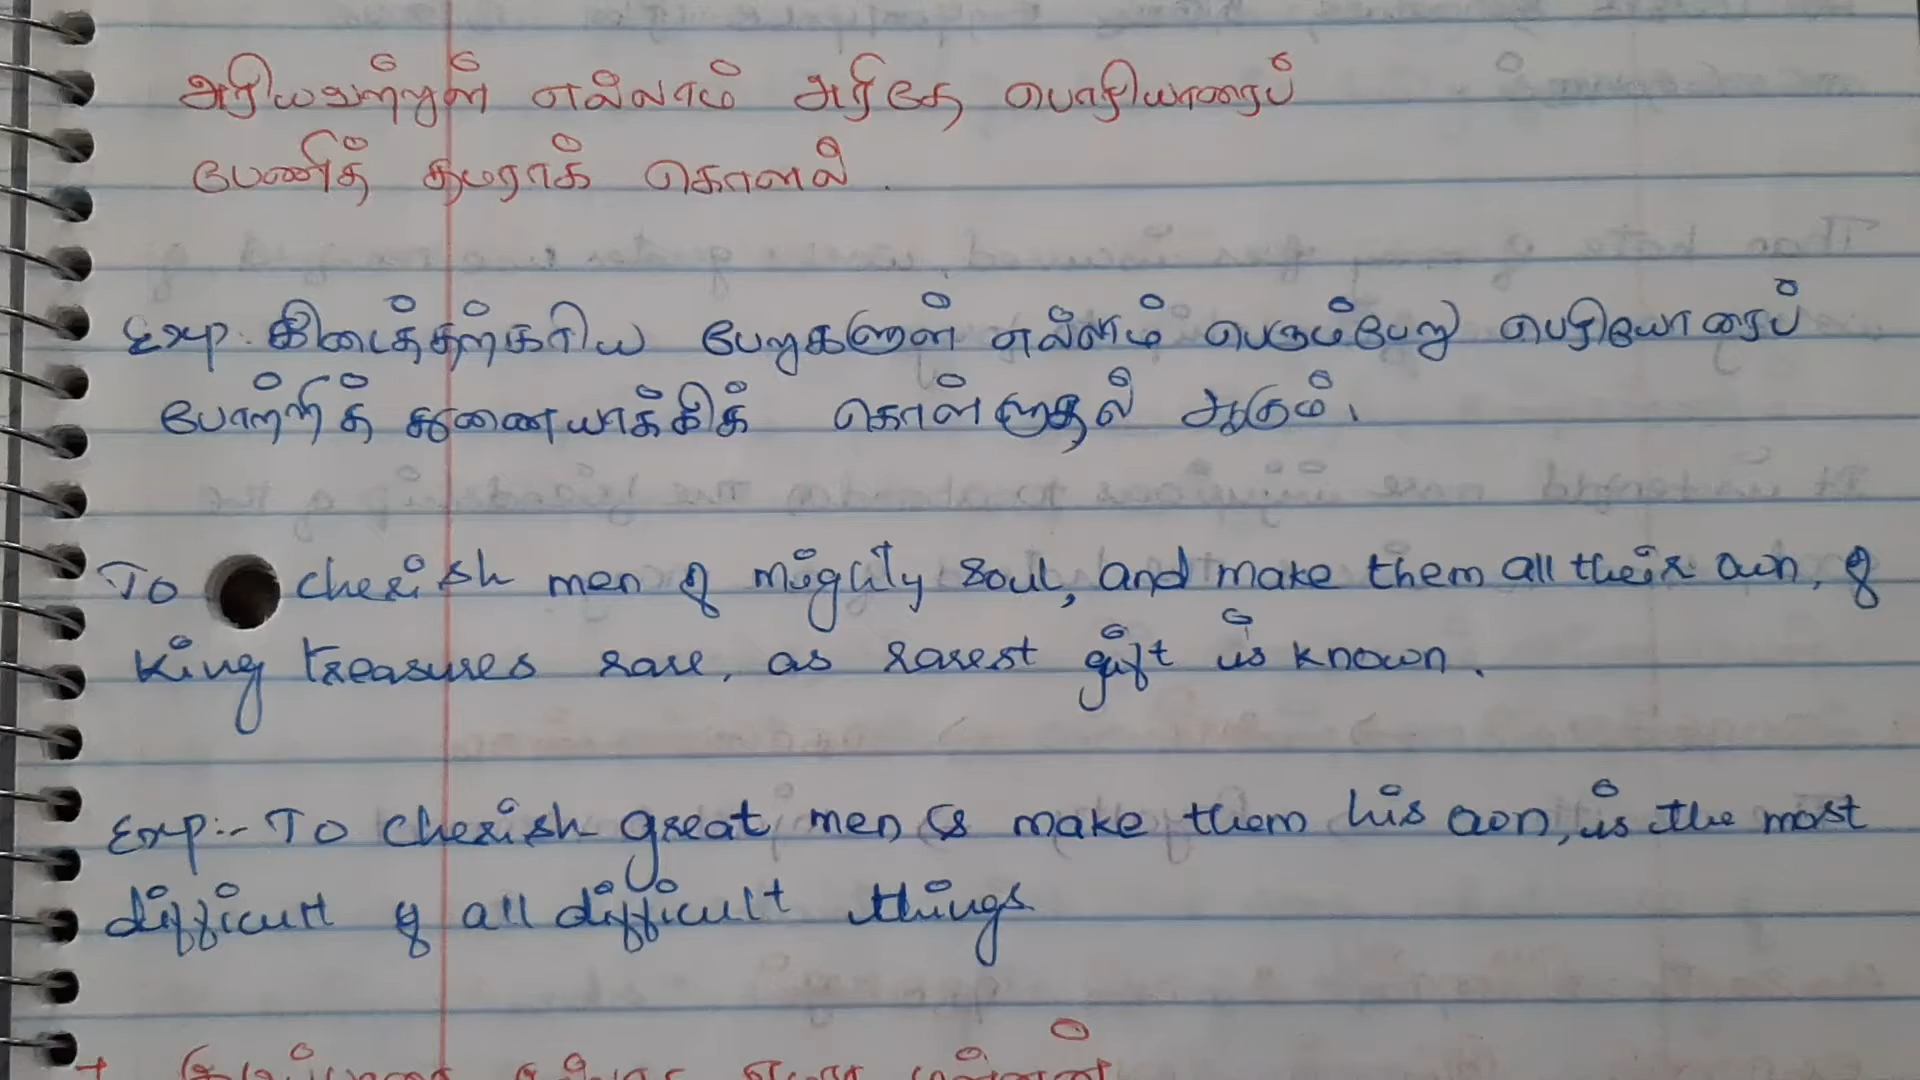 அரியவற்றுள் எல்லாம் அரிதே பெரியாரைப்
பேணித் தமராக் கொளல்.
Exp. கிடைத்தற்கரிய பேறுகளுள் எல்லாம் பெரும்பேறு பெரியோரைப்
போற்றித் துணையாக்கிக் கொள்ளுதல் ஆகும்.
To cherish men of mighty soul, and make them all their own, of
King treasures rare, as rarest gift is known.
Exp:- To cherish great men & make them his own, is the most
difficult of all difficult things